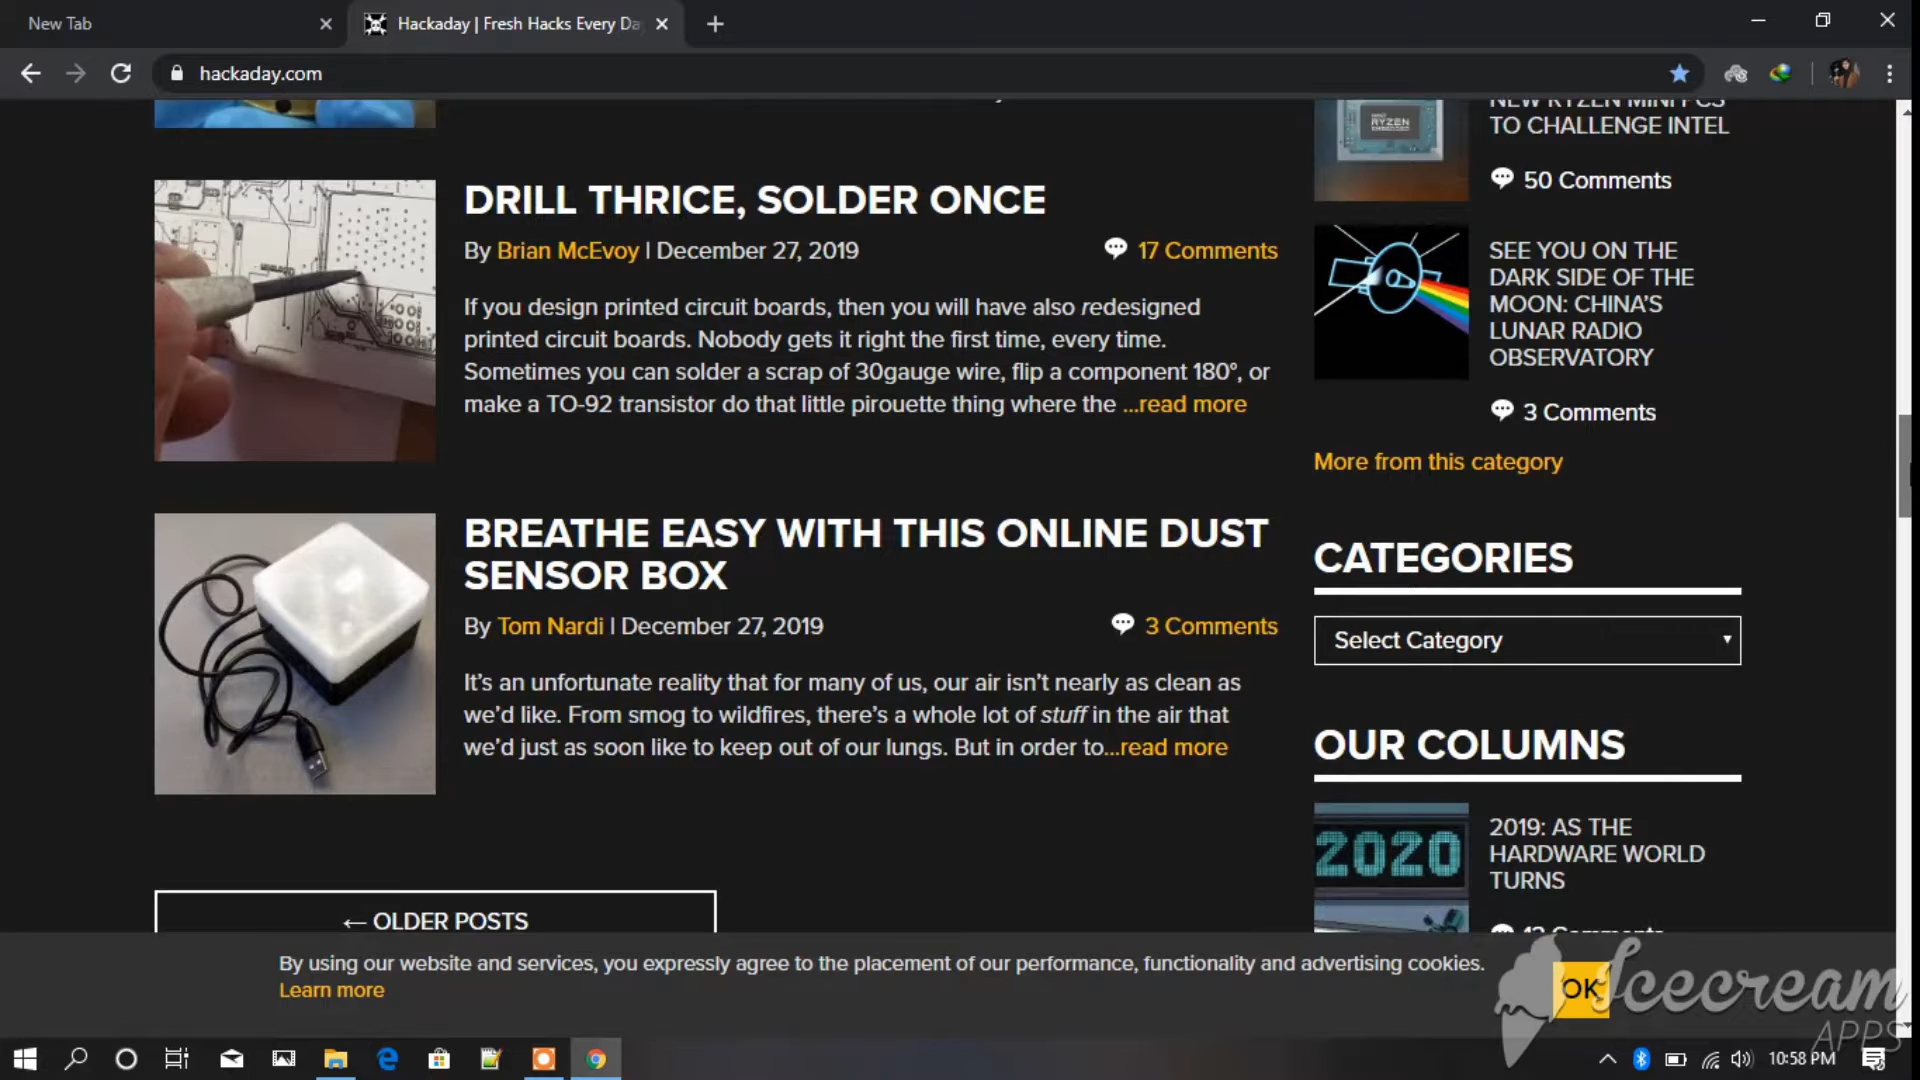 New Tab
Hackaday | Fresh Hacks Every Da
hackaday.com
NEW RYZEN MINI PCS
TO CHALLENGE INTEL
RYZEN
50 Comments
DRILL THRICE, SOLDER ONCE
By Brian McEvoy | December 27, 2019
17 Comments
If you design printed circuit boards, then you will have also redesigned
printed circuit boards. Nobody gets it right the first time, every time.
Sometimes you can solder a scrap of 30gauge wire, flip a component 180°, or
make a TO-92 transistor do that little pirouette thing where the ...read more
SEE YOU ON THE
DARK SIDE OF THE
MOON: CHINA'S
LUNAR RADIO
OBSERVATORY
3 Comments
More from this category
BREATHE EASY WITH THIS ONLINE DUST
SENSOR BOX
By Tom Nardi | December 27, 2019
3 Comments
It's an unfortunate reality that for many of us, our air isn't nearly as clean as
we'd like. From smog to wildfires, there's a whole lot of stuff in the air that
we'd just as soon like to keep out of our lungs. But in order to...read more
CATEGORIES
Select Category
OUR COLUMNS
2020
2019: AS THE
HARDWARE WORLD
TURNS
← OLDER POSTS
By using our website and services, you expressly agree to the placement of our performance, functionality and advertising cookies.
Learn more
OK
Icecream
APPS
10:58 PM